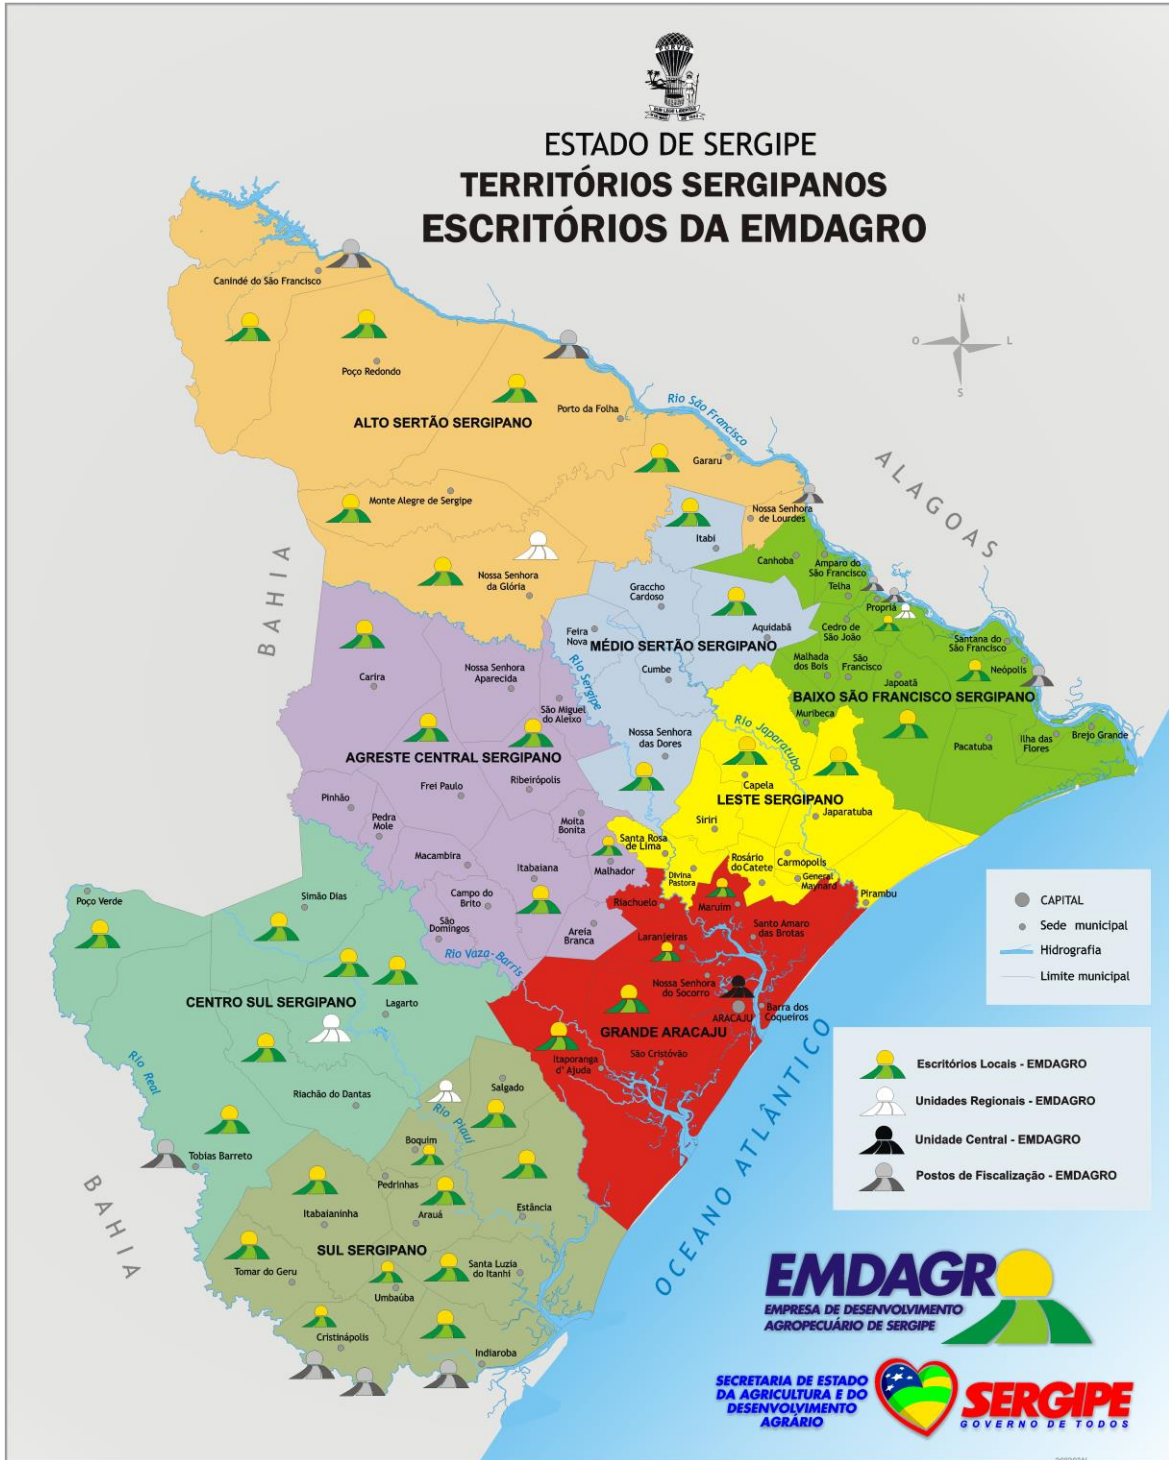 ESTADO DE SERGIPE
TERRITÓRIOS SERGIPANOS
ESCRITÓRIOS DA EMDAGRO
Canindé do São Francisco
Poço Redondo
ALTO SERTÃO SERGIPANO
Porto da Folha
Rio São Francisco
Gararu
Monte Alegre de Sergipe
Nossa Senhora
de Lourdes
Nossa Senhora
da Glória
N
O
L
S
ALAGOAS
BAHIA
Itabi
Graccho
Cardoso
Feira
Nova
Aquidabã
MÉDIO SERTÃO SERGIPANO
Cumbe
Rio Sergipe
Nossa Senhora
das Dores
Canhoba
Amparo do
São Francisco
Telha
Propriá
Cedro de
São João
Malhada
dos Bois
São
Francisco
Japoatã
Santana do
São Francisco
Neópolis
BAIXO SÃO FRANCISCO SERGIPANO
Muribeca
Pacatuba
Ilha das
Flores
Brejo Grande
Carira
Nossa Senhora
Aparecida
São Miguel
do Aleixo
AGRESTE CENTRAL SERGIPANO
Frei Paulo
Ribeirópolis
Pinhão
Pedra
Mole
Moita
Bonita
Macambira
Itabaiana
Malhador
Campo do
Brito
São
Domingos
Areia
Branca
Rio Vaza-Barris
Rio Japaratuba
Capela
LESTE SERGIPANO
Siriri
Japaratuba
Santa Rosa
de Lima
Divina
Pastora
Rosário
do Catete
Carmópolis
General
Maynard
Pirambu
Riachuelo
Maruim
Santo Amaro
das Brotas
Laranjeiras
Nossa Senhora
do Socorro
ARACAJU
Barra dos
Coqueiros
GRANDE ARACAJU
Itaporanga
d' Ajuda
São Cristóvão
Poço Verde
Simão Dias
CENTRO SUL SERGIPANO
Lagarto
Rio Real
Riachão do Dantas
Tobias Barreto
BAHIA
Salgado
Rio Piauí
Boquim
Pedrinhas
Itabaianinha
Arauá
Estância
SUL SERGIPANO
Tomar do Geru
Santa Luzia
do Itanhi
Umbaúba
Cristinápolis
Indiaroba
OCEANO ATLÂNTICO
CAPITAL
Sede municipal
Hidrografia
Limite municipal
Escritórios Locais - EMDAGRO
Unidades Regionais - EMDAGRO
Unidade Central - EMDAGRO
Postos de Fiscalização - EMDAGRO
EMDAGRO
EMPRESA DE DESENVOLVIMENTO
AGROPECUÁRIO DE SERGIPE
SECRETARIA DE ESTADO
DA AGRICULTURA E DO
DESENVOLVIMENTO
AGRÁRIO
SERGIPE
GOVERNO DE TODOS